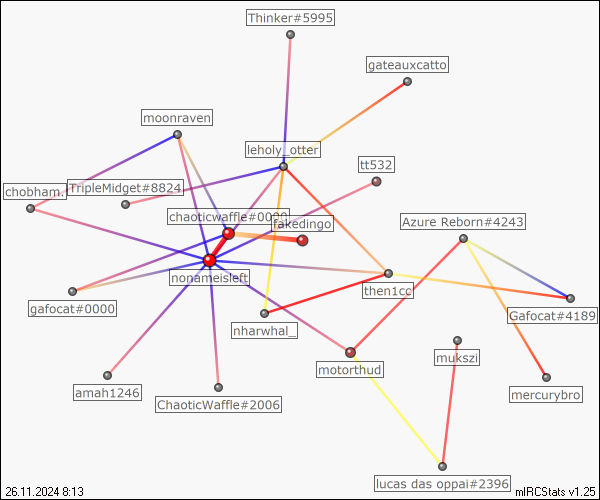 Thinker#5995
gateauxcatto
moonraven
leholy_otter
tt532
chobham.
TripleMidget#8824
chaoticwaffle#0000
fakedingo
Azure Reborn#4243
nonameisleft
then1cc
gafocat#0000
Gafocat#4189
nharwhal_
mukszi
motorthud
amah1246
mercurybro
ChaoticWaffle#2006
lucas das oppai#2396
26.11.2024 8:13
mIRCStats v1.25